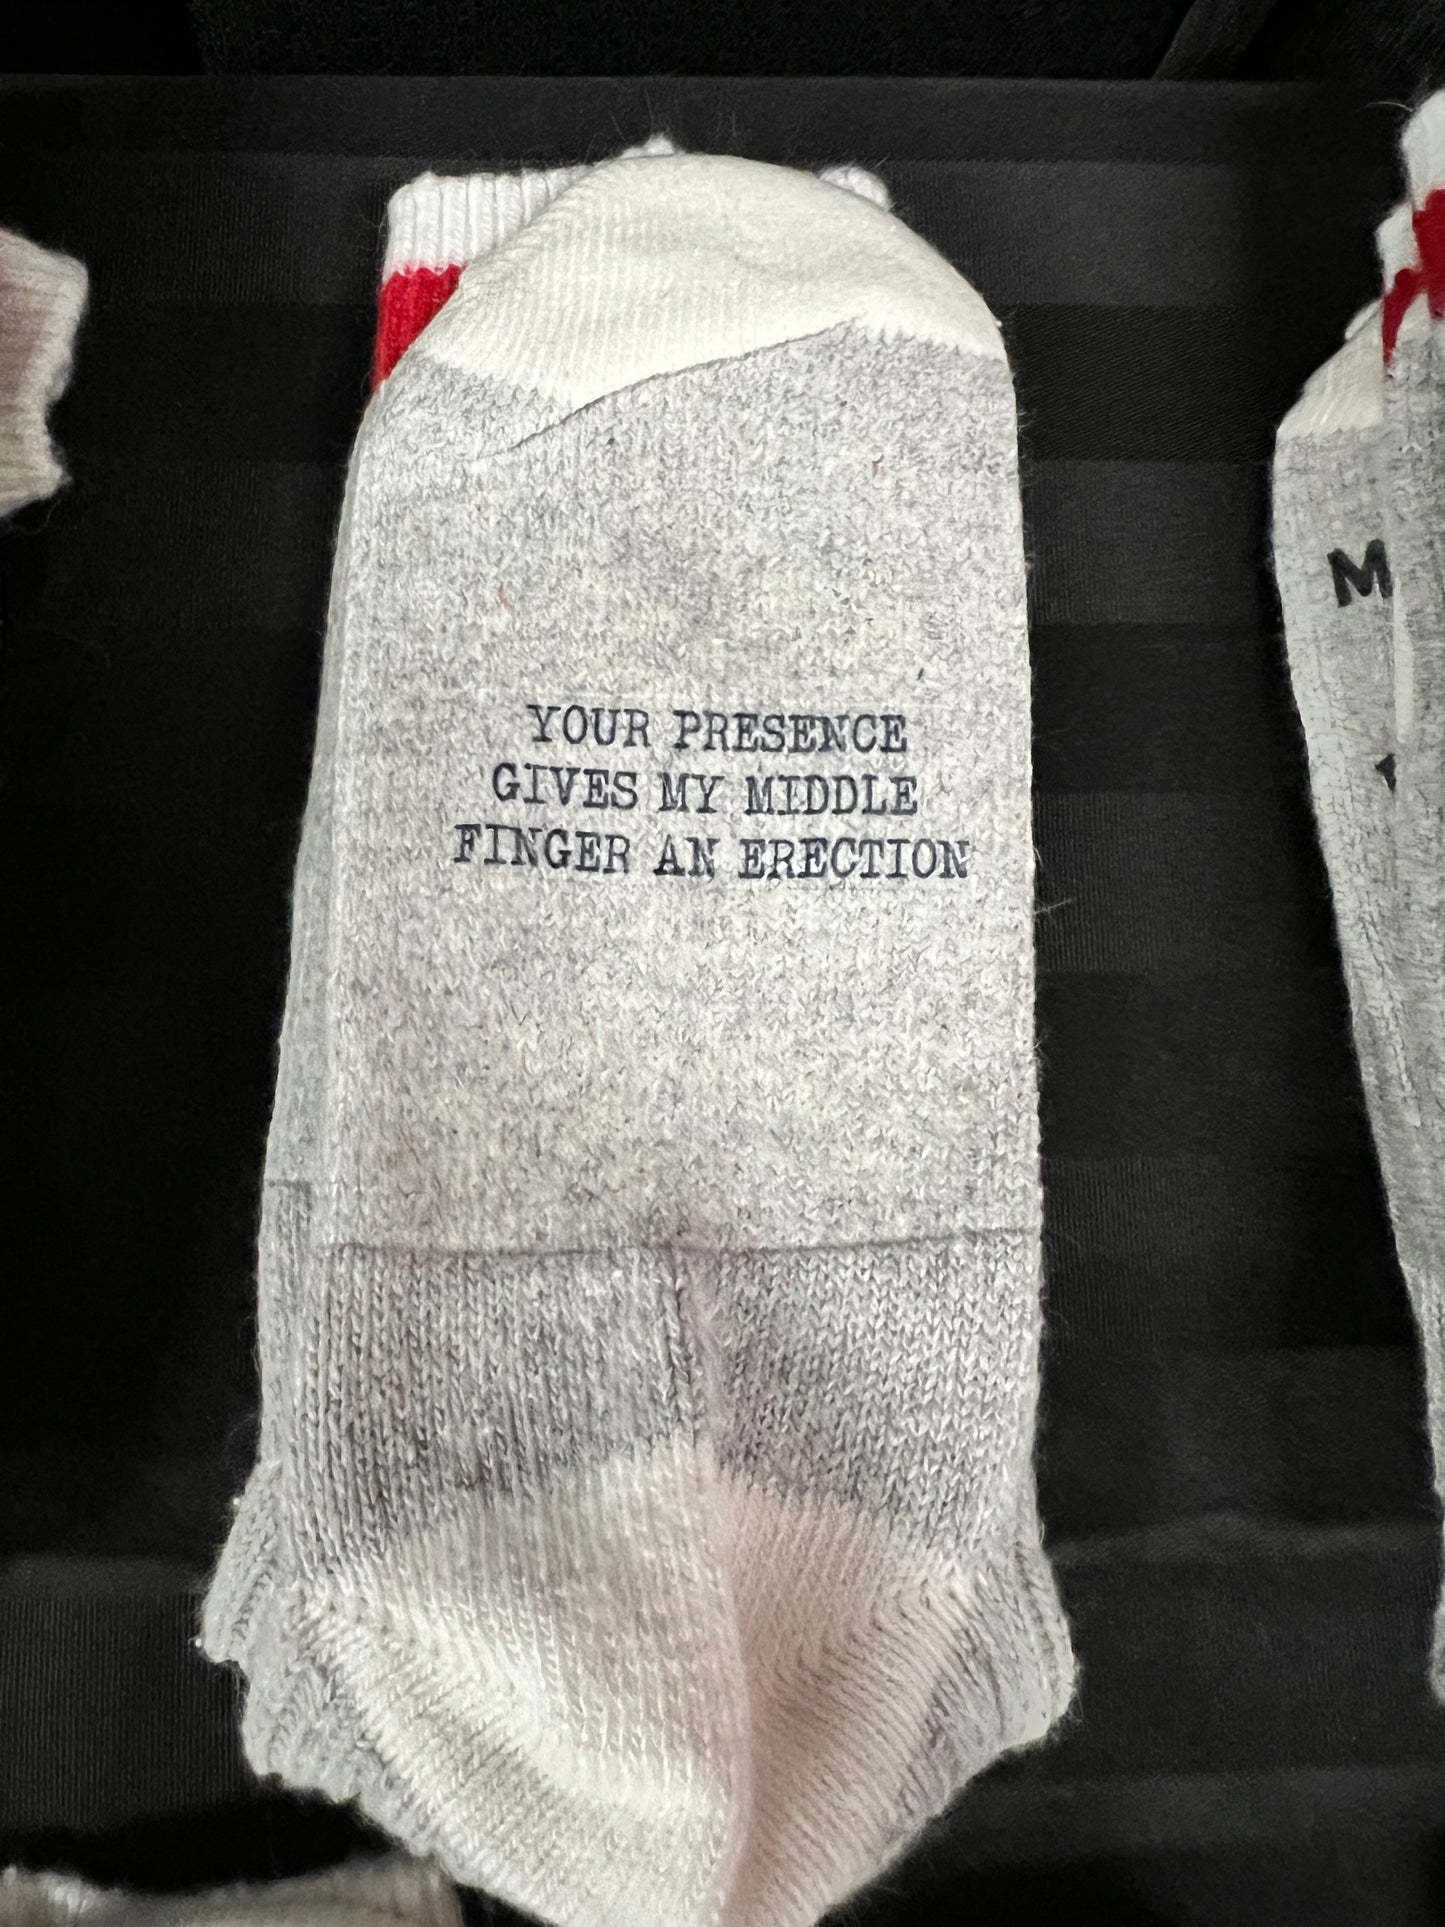 YOUR PRESENCE
GIVES MY MIDDLE
FINGER AN ERECTION
M